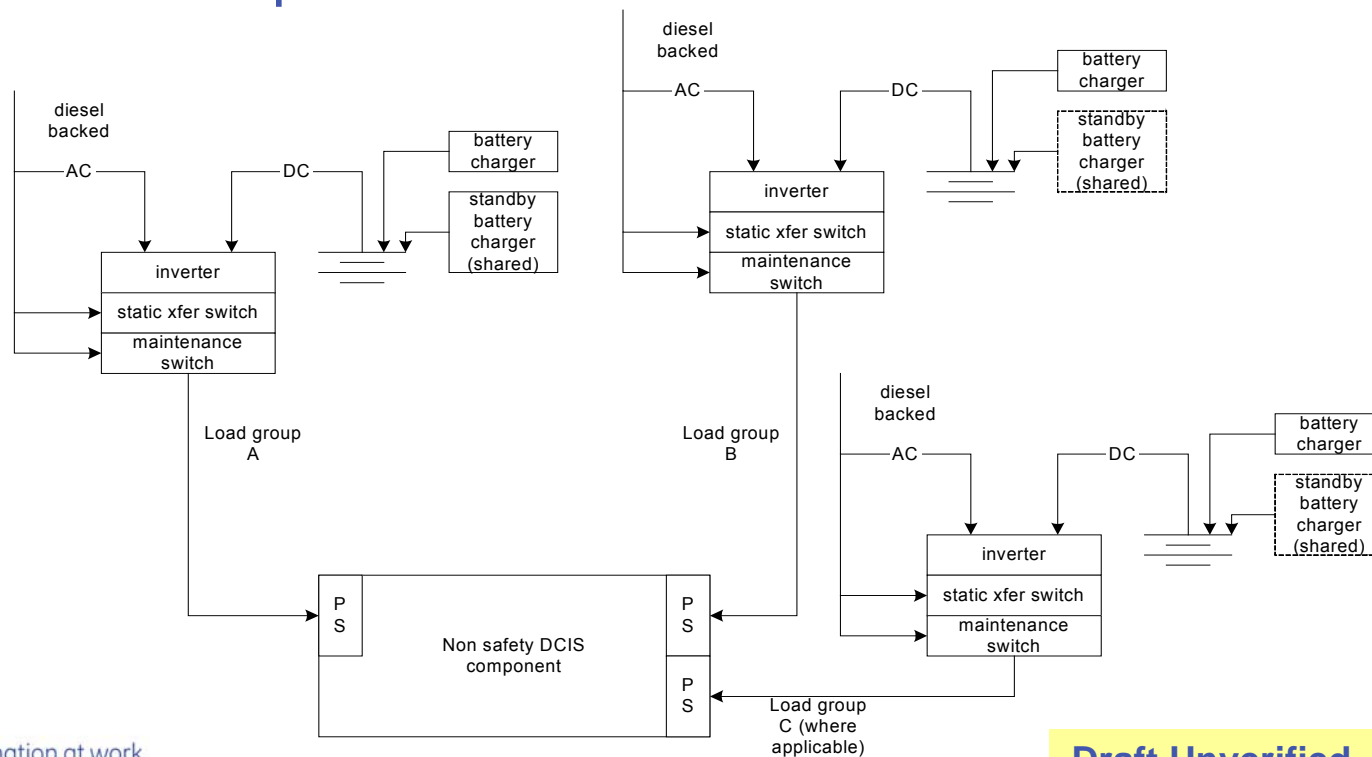 diesel
backed
AC
DC
battery
charger
standby
battery
charger
(shared)
inverter
static xfer switch
maintenance
switch
Load group
A
diesel
backed
AC
DC
battery
charger
standby
battery
charger
(shared)
inverter
static xfer switch
maintenance
switch
Load group
B
diesel
backed
AC
DC
battery
charger
standby
battery
charger
(shared)
inverter
static xfer switch
maintenance
switch
Load group
C (where
applicable)
P
S
Non safety DCIS
component
P
S
P
S
at work
Draft Unverified